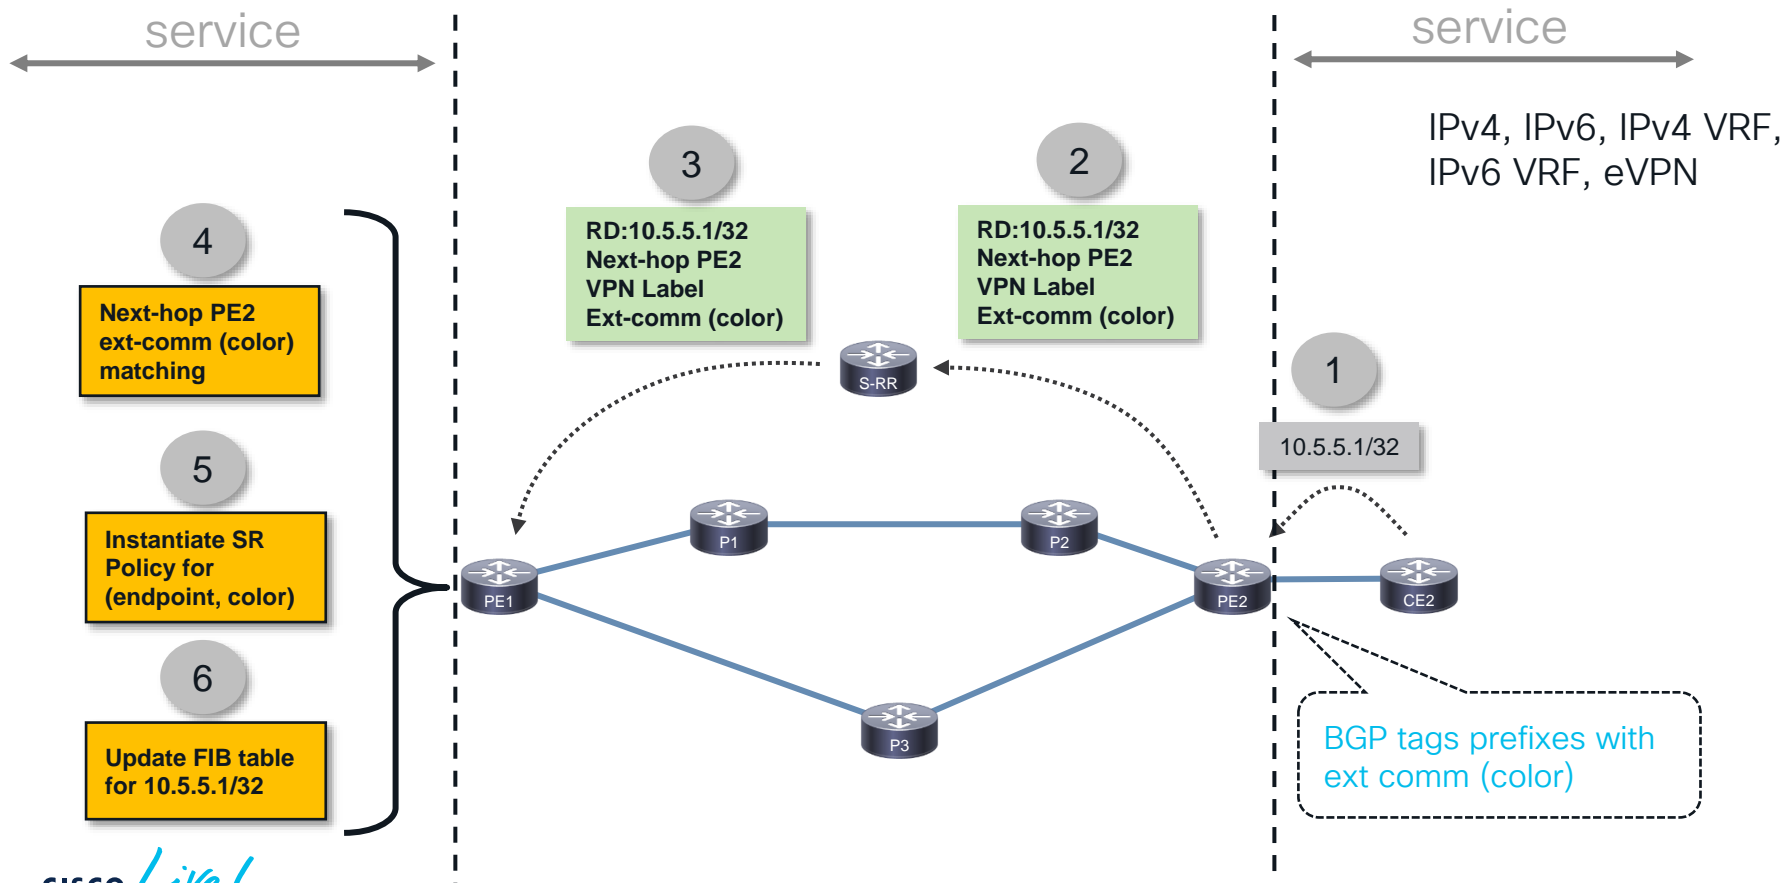 service
service
IPv4, IPv6, IPv4 VRF,
IPv6 VRF, eVPN
3
2
RD:10.5.5.1/32
Next-hop PE2
VPN Label
Ext-comm (color)
RD:10.5.5.1/32
Next-hop PE2
VPN Label
Ext-comm (color)
4
Next-hop PE2
ext-comm (color)
matching
S-RR
1
10.5.5.1/32
5
Instantiate SR
Policy for
(endpoint, color)
P1
P2
PE1
PE2
CE2
6
Update FIB table
for 10.5.5.1/32
P3
BGP tags prefixes with
ext comm (color)
cisco Live!